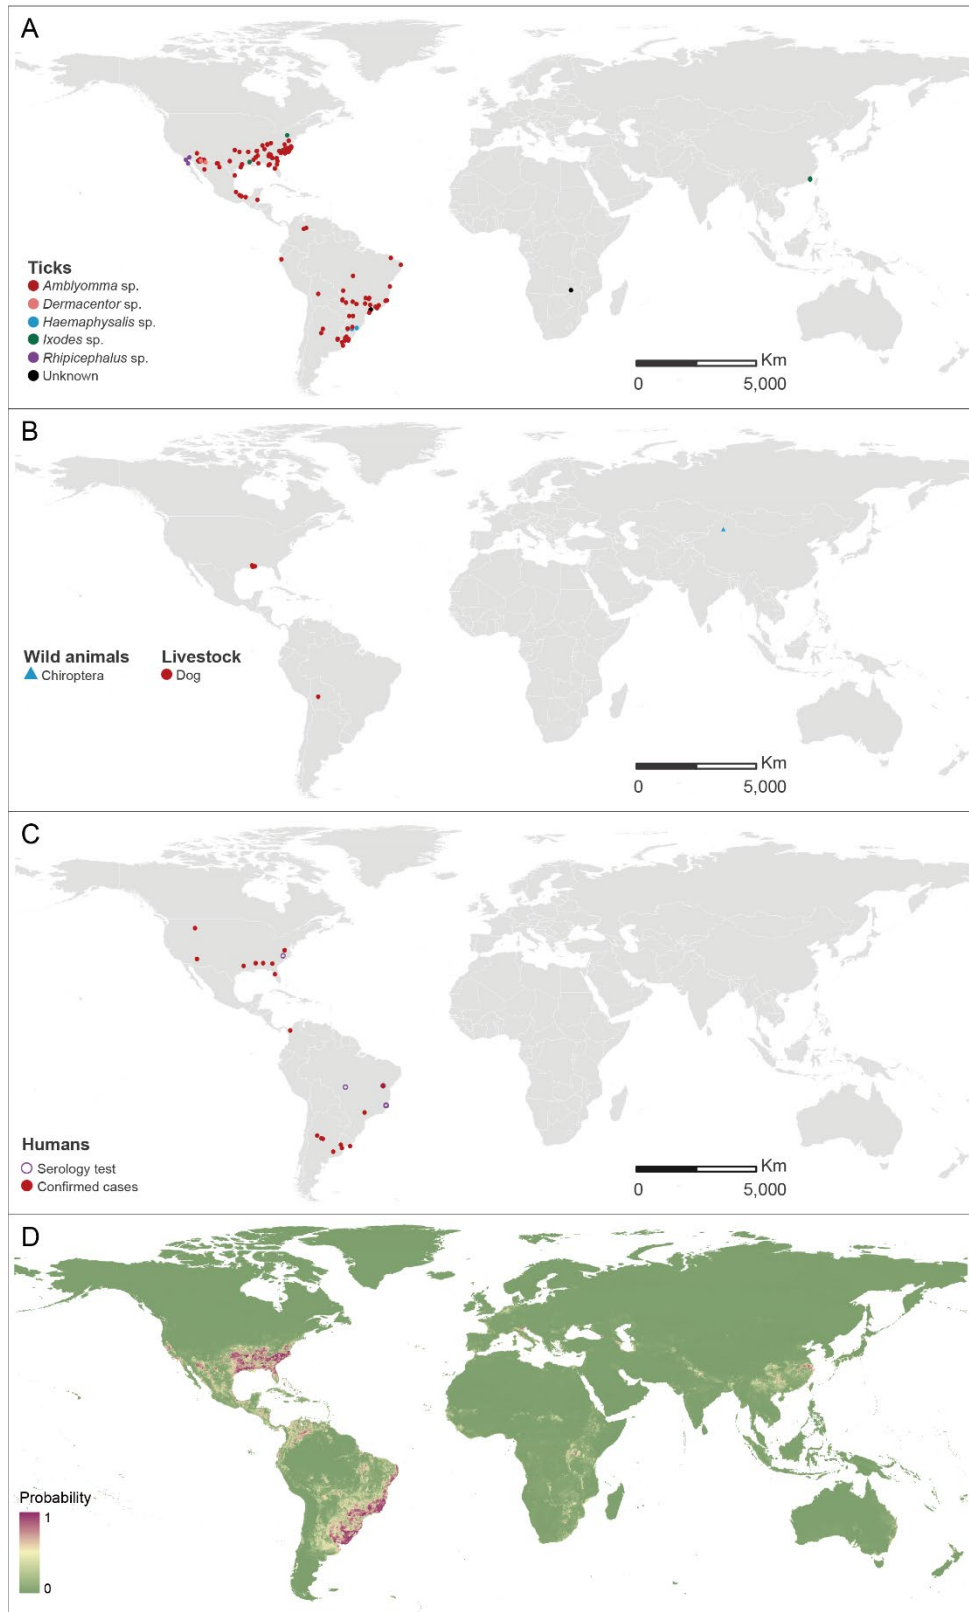 A
Ticks
Amblyomma sp.
Dermacentor sp.
Haemaphysalis sp.
Ixodes sp.
Rhipicephalus sp.
Unknown
Km
0 5,000
B
Wild animals Livestock
Chiroptera Dog
Km
0 5,000
C
Humans
Serology test
Confirmed cases
Km
0 5,000
D
Probability
1
0